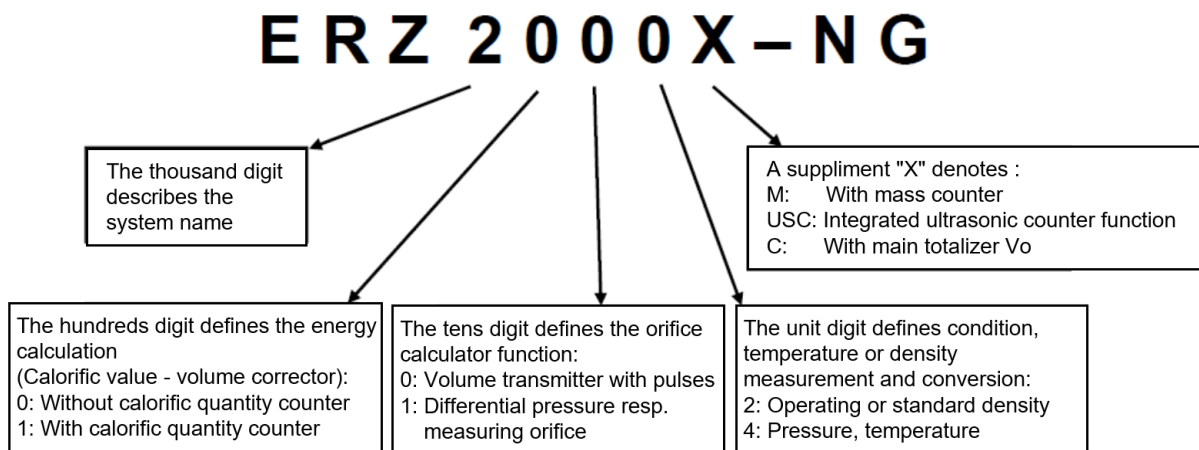 E R Z 2 0 0 0 X – N G
The thousand digit
describes the
system name
A suppliment "X" denotes :
M: With mass counter
USC: Integrated ultrasonic counter function
C: With main totalizer Vo
The hundreds digit defines the energy
calculation
(Calorific value - volume corrector):
0: Without calorific quantity counter
1: With calorific quantity counter
The tens digit defines the orifice
calculator function:
0: Volume transmitter with pulses
1: Differential pressure resp.
measuring orifice
The unit digit defines condition,
temperature or density
measurement and conversion:
2: Operating or standard density
4: Pressure, temperature